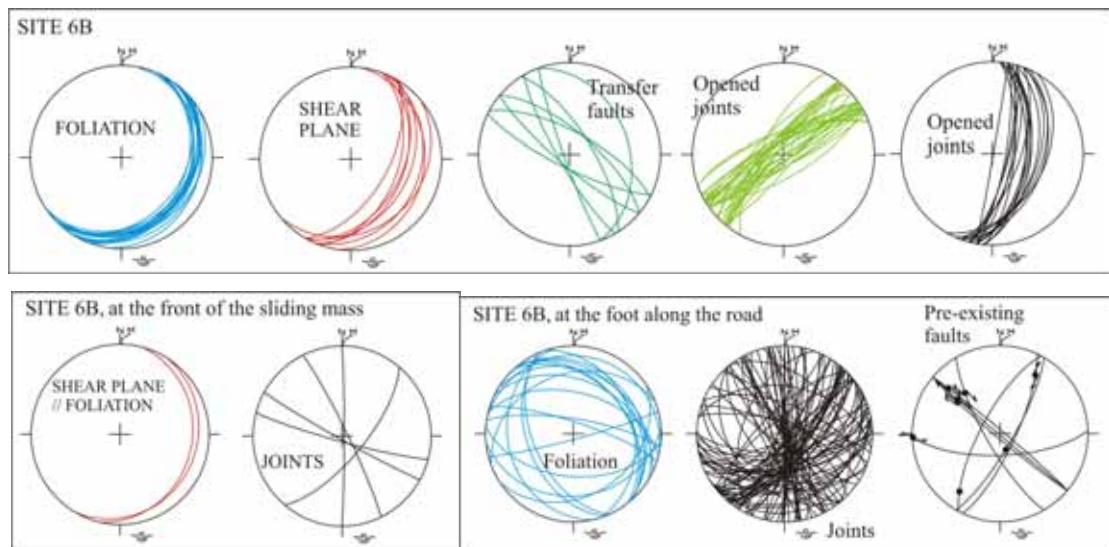 SITE 6B
FOLIATION
SHEAR
PLANE
Transfer
faults
Opened
joints
Opened
joints
SITE 6B, at the front of the sliding mass
SHEAR PLANE
// FOLIATION
JOINTS
SITE 6B, at the foot along the road
Foliation
Joints
Pre-existing
faults